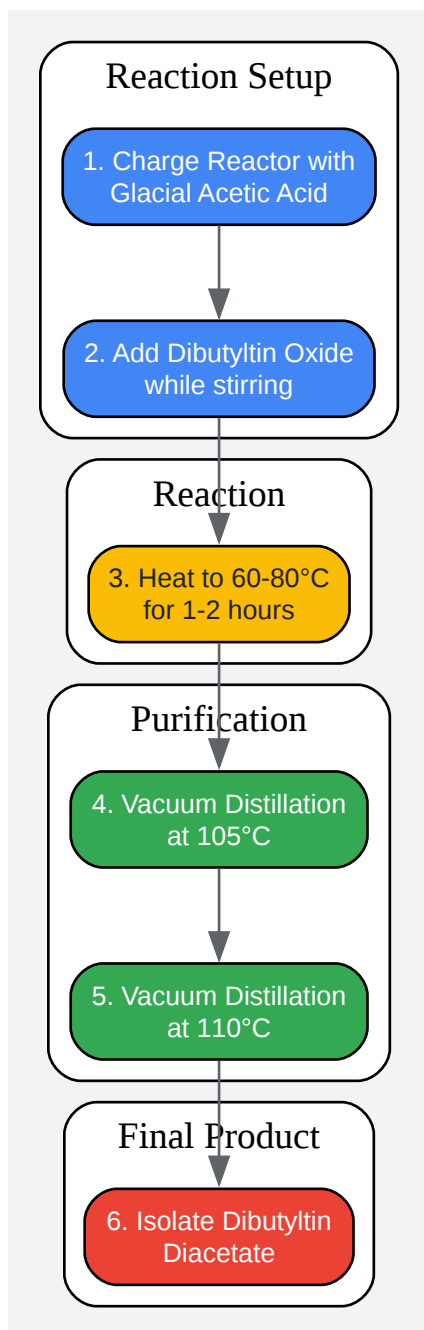 Reaction Setup
1. Charge Reactor with
Glacial Acetic Acid
2. Add Dibutyltin Oxide
while stirring
Reaction
3. Heat to 60-80°C
for 1-2 hours
Purification
4. Vacuum Distillation
at 105°C
5. Vacuum Distillation
at 110°C
Final Product
6. Isolate Dibutyltin
Diacetate